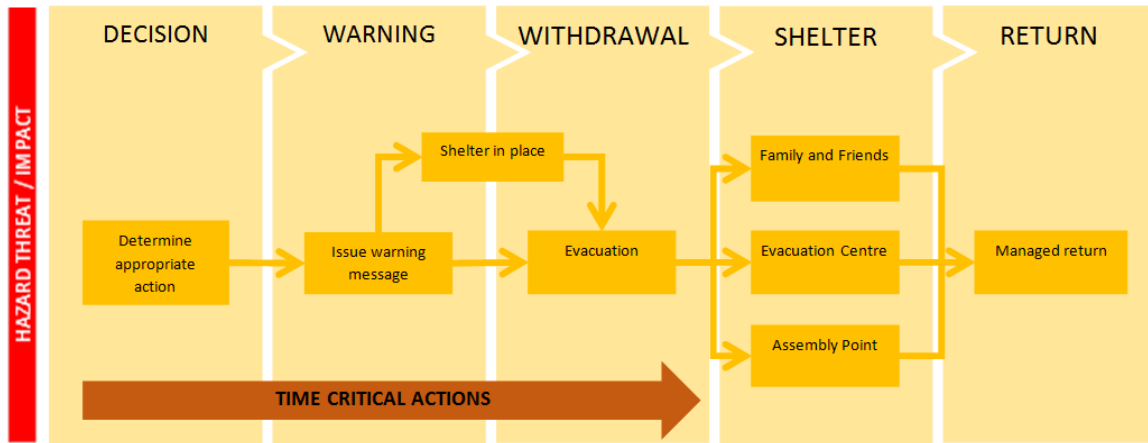 HAZARD THREAT / IMPACT
DECISION
WARNING
WITHDRAWAL
SHELTER
RETURN
Determine
appropriate
action
Issue warning
message
Shelter in place
Evacuation
Family and Friends
Evacuation Centre
Assembly Point
Managed return
TIME CRITICAL ACTIONS